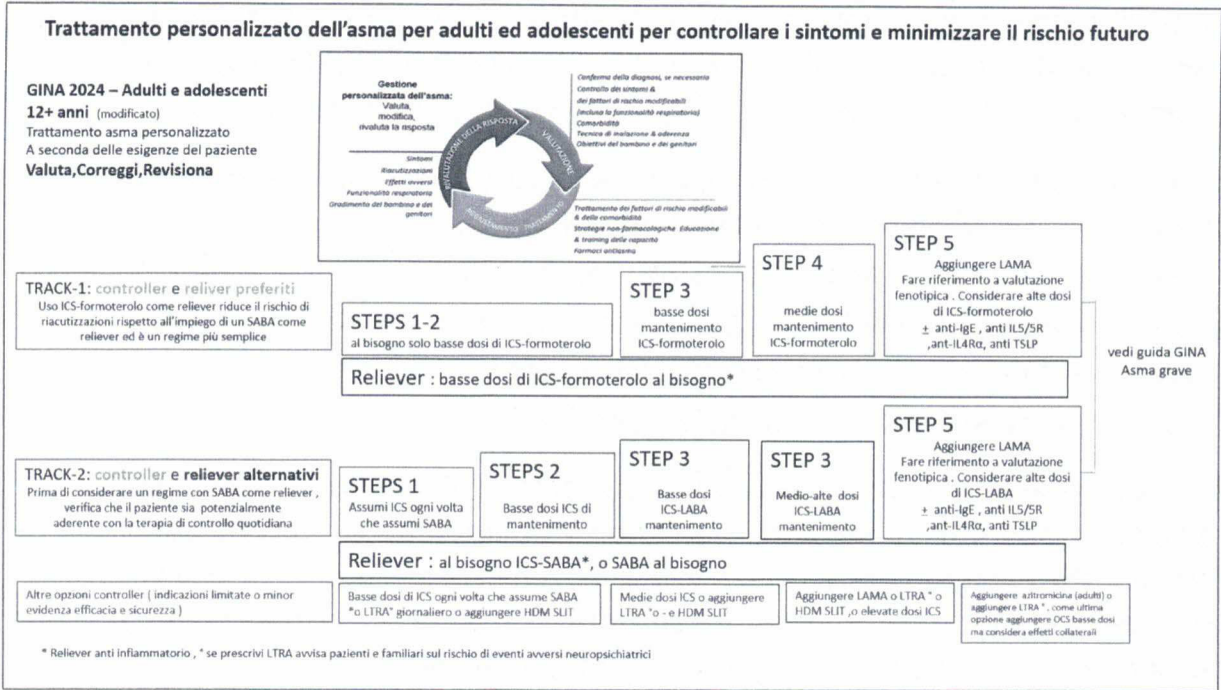 Trattamento personalizzato dell'asma per adulti ed adolescenti per controllare i sintomi e minimizzare il rischio futuro
GINA 2024 – Adulti e adolescenti
12+ anni (modificato)
Trattamento asma personalizzato
A seconda delle esigenze del paziente
Valuta,Correggi,Revisiona
Gestione
personalizzata dell'asma:
Valuta,
modifica,
rivaluta la risposta
Conferma della diagnosi, se necessaria
Controllo dei sintomi &
dei fattori di rischio modificabili
(inclusa la funzionalità respiratoria)
Comorbidità
Tecnica di inalazione & aderenza
Obiettivi del bambino e dei genitori
RIVALUTAZIONE DELLA RISPOSTA
VALUTAZIONE
TRATTAMENTO
Sintomi
Riacutizzazioni
Effetti avversi
Funzionalità respiratoria
Gradimento del bambino e dei
genitori
Trattamento dei fattori di rischio modificabili
& della comorbidità
Strategie non-farmacologiche Educazione
& training delle capacità
Farmaci antiasma
TRACK-1: controller e reliver preferiti
Uso ICS-formoterolo come reliever riduce il rischio di
riacutizzazioni rispetto all'impiego di un SABA come
reliever ed è un regime più semplice
STEPS 1-2
al bisogno solo basse dosi di ICS-formoterolo
STEP 3
basse dosi
mantenimento
ICS-formoterolo
STEP 4
medie dosi
mantenimento
ICS-formoterolo
STEP 5
Aggiungere LAMA
Fare riferimento a valutazione
fenotipica . Considerare alte dosi
di ICS-formoterolo
± anti-IgE , anti IL5/5R
,ant-IL4Rα, anti TSLP
Reliever : basse dosi di ICS-formoterolo al bisogno*
vedi guida GINA
Asma grave
TRACK-2: controller e reliever alternativi
Prima di considerare un regime con SABA come reliever ,
verifica che il paziente sia potenzialmente
aderente con la terapia di controllo quotidiana
STEPS 1
Assumi ICS ogni volta
che assumi SABA
STEPS 2
Basse dosi ICS di
mantenimento
STEP 3
Basse dosi
ICS-LABA
mantenimento
STEP 3
Medio-alte dosi
ICS-LABA
mantenimento
STEP 5
Aggiungere LAMA
Fare riferimento a valutazione
fenotipica . Considerare alte dosi
di ICS-LABA
± anti-IgE , anti IL5/5R
,ant-IL4Rα, anti TSLP
Reliever : al bisogno ICS-SABA*, o SABA al bisogno
Altre opzioni controller ( indicazioni limitate o minor
evidenza efficacia e sicurezza )
Basse dosi di ICS ogni volta che assume SABA
*o LTRA° giornaliero o aggiungere HDM SLIT
Medie dosi ICS o aggiungere
LTRA °o - e HDM SLIT
Aggiungere LAMA o LTRA ° o
HDM SLIT ,o elevate dosi ICS
Aggiungere azitromicina (adulti) o
aggiungere LTRA ° , come ultima
opzione aggiungere OCS basse dosi
ma considera effetti collaterali
* Reliever anti infiammatorio , ° se prescrivi LTRA avvisa pazienti e familiari sul rischio di eventi avversi neuropsichiatrici